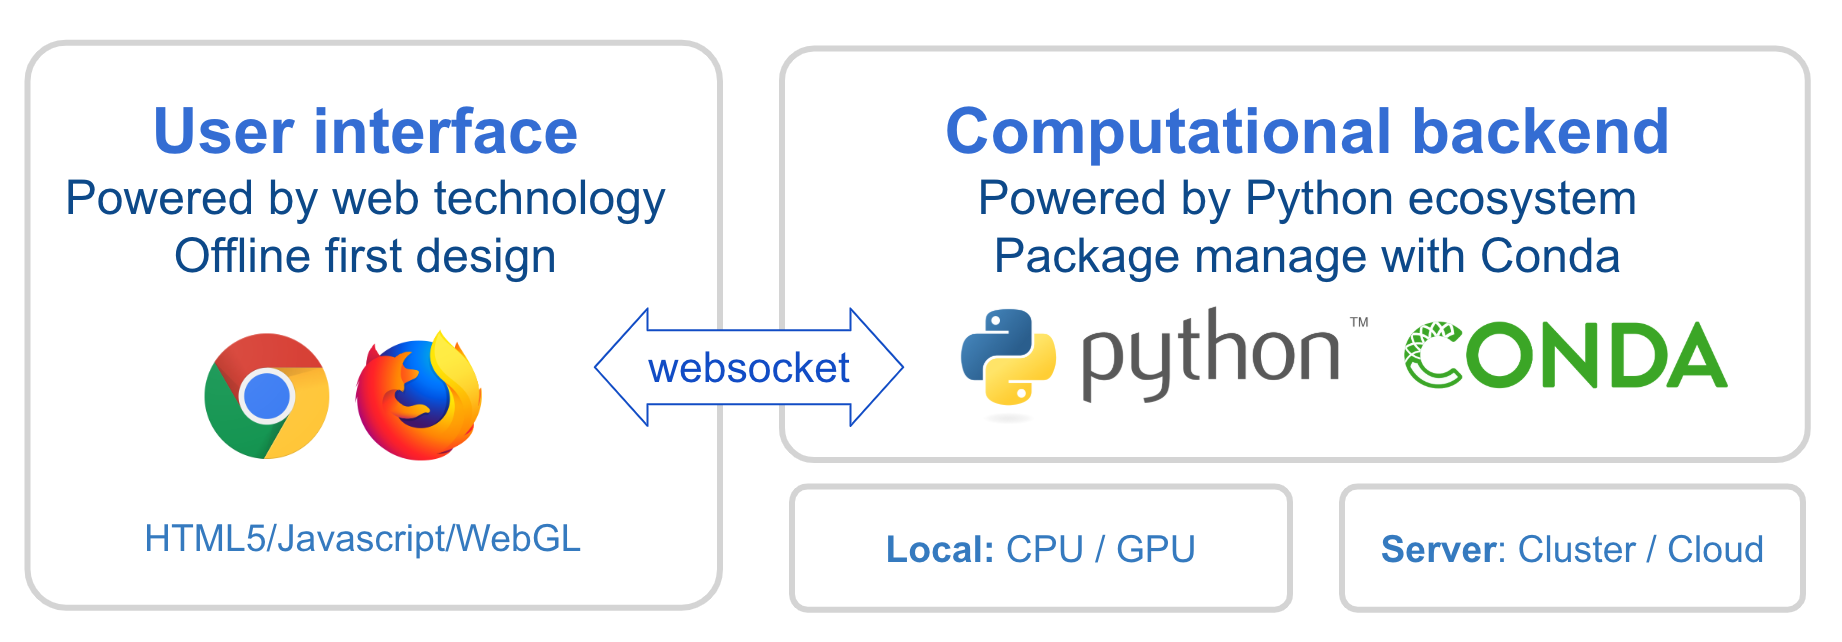 User interface
Powered by web technology
Offline first design
HTML5/Javascript/WebGL
websocket
Computational backend
Powered by Python ecosystem
Package manage with Conda
python™
CONDA
Local: CPU / GPU
Server: Cluster / Cloud